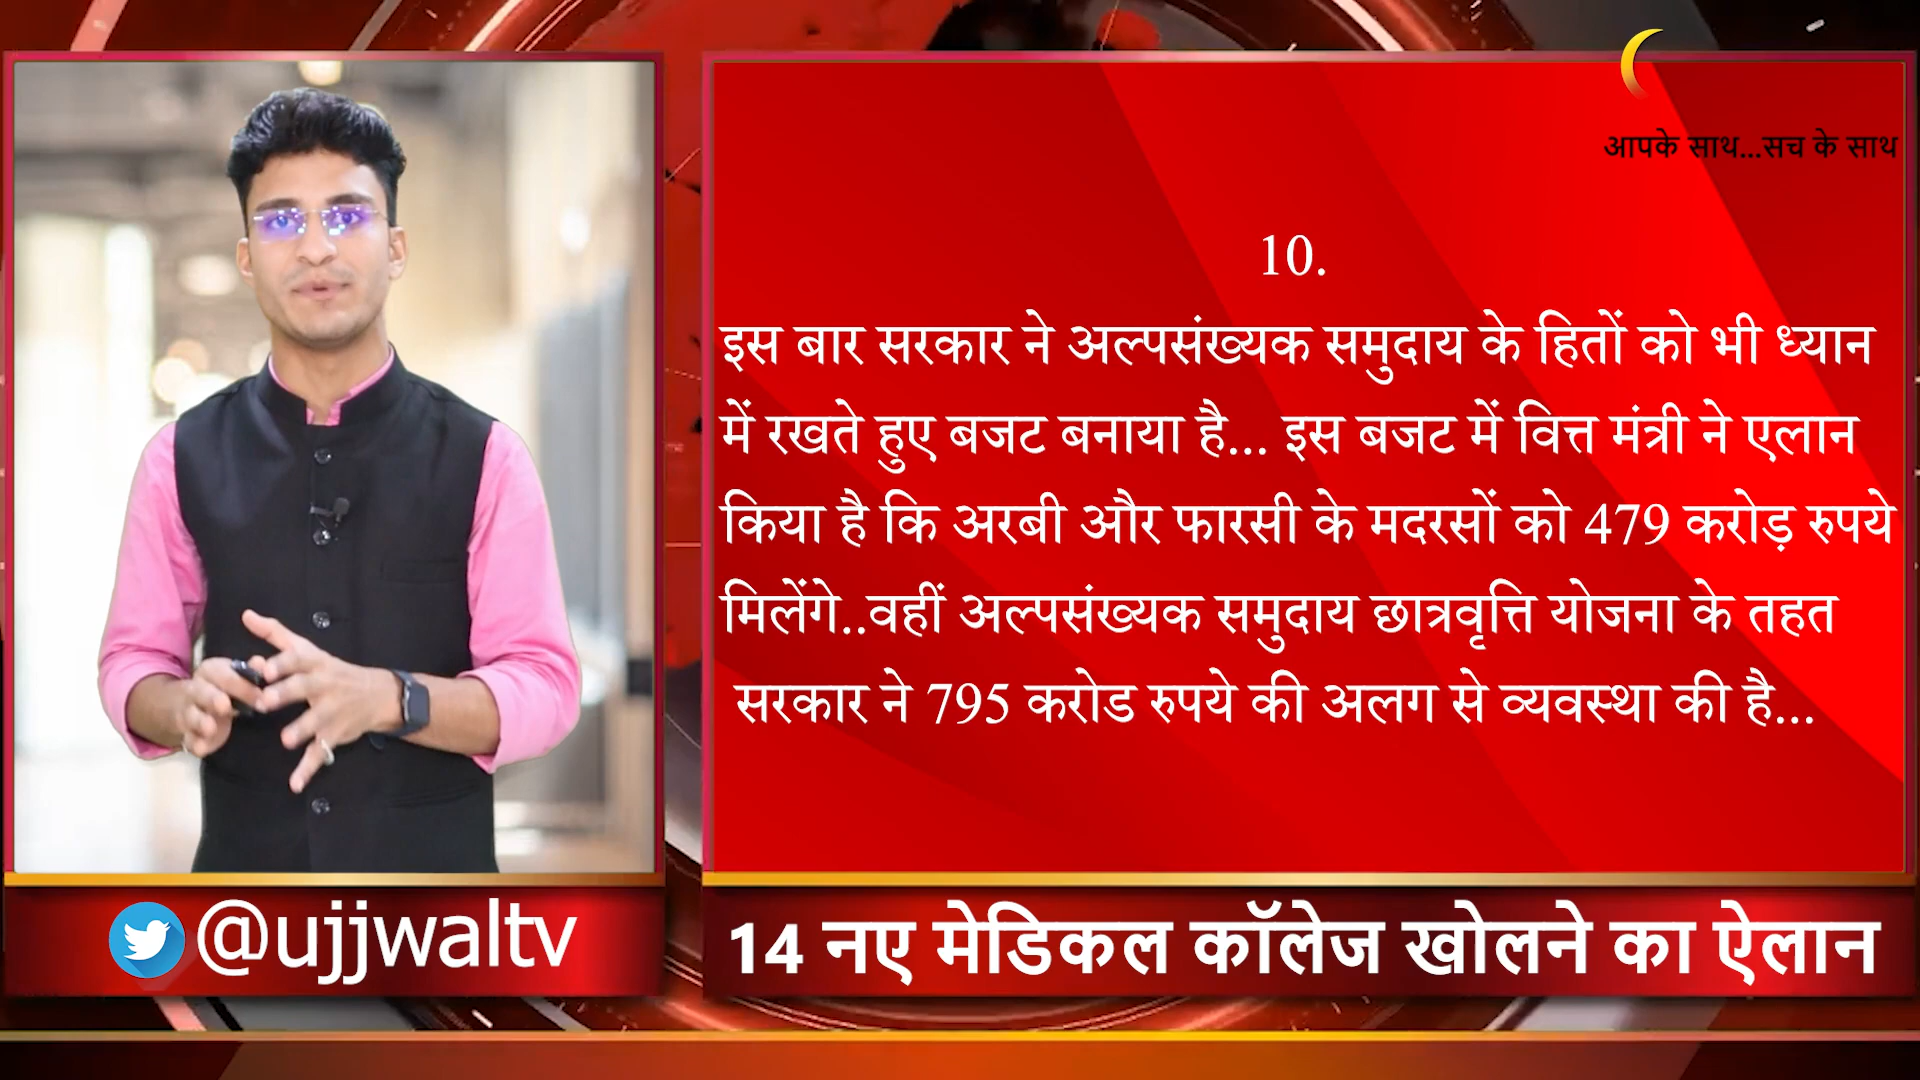 आपके साथ...सच के साथ
10.
इस बार सरकार ने अल्पसंख्यक समुदाय के हितों को भी ध्यान
में रखते हुए बजट बनाया है... इस बजट में वित्त मंत्री ने एलान
किया है कि अरबी और फारसी के मदरसों को 479 करोड़ रुपये
मिलेंगे..वहीं अल्पसंख्यक समुदाय छात्रवृत्ति योजना के तहत
सरकार ने 795 करोड रुपये की अलग से व्यवस्था की है...
@ujjwaltv
14 नए मेडिकल कॉलेज खोलने का ऐलान